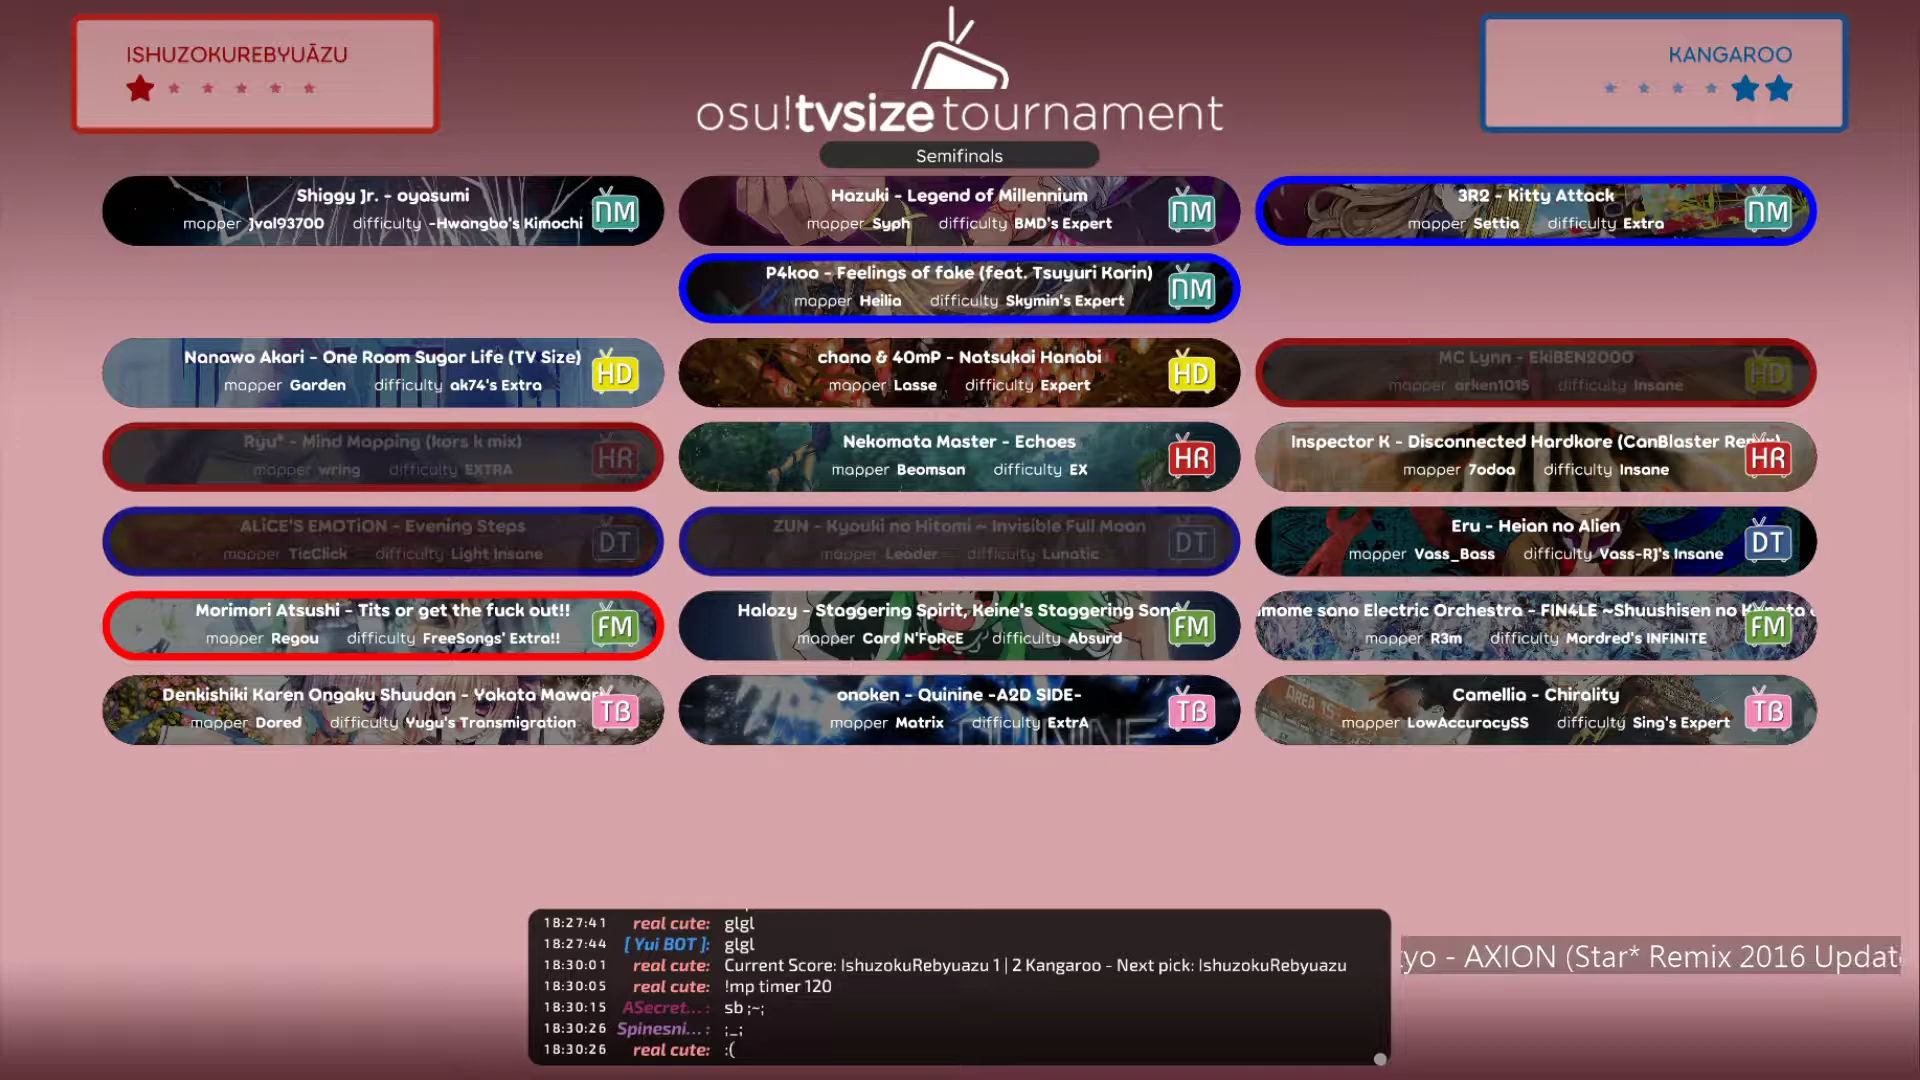 ISHUZOKUREBYUĀZU
KANGAROO
osu!tvsize tournament
Semifinals
Shiggy Jr. - oyasumi
mapper Jval93700 difficulty -Hwangbo's Kimochi
NM
Hazuki - Legend of Millennium
mapper Syph difficulty BMD's Expert
NM
3R2 - Kitty Attack
mapper Settia difficulty Extra
NM
P4koo - Feelings of fake (feat. Tsuyuri Karin)
mapper Heilia difficulty Skymin's Expert
NM
Nanawo Akari - One Room Sugar Life (TV Size)
mapper Garden difficulty ak74's Extra
HD
chano & 40mP - Natsukoi Hanabi
mapper Lasse difficulty Expert
HD
MC Lynn - EkiBEN2000
mapper arken1015 difficulty Insane
HD
Ryu* - Mind Mapping (kors k mix)
mapper wring difficulty EXTRA
HR
Nekomata Master - Echoes
mapper Beomsan difficulty EX
HR
Inspector K - Disconnected Hardkore (CanBlaster Remix)
mapper 7odoa difficulty Insane
HR
ALiCE'S EMOTiON - Evening Steps
mapper TicClick difficulty Light Insane
DT
ZUN - Kyouki no Hitomi ~ Invisible Full Moon
mapper Leader difficulty Lunatic
DT
Eru - Heian no Alien
mapper Vass_Bass difficulty Vass-RJ's Insane
DT
Morimori Atsushi - Tits or get the fuck out!!
mapper Regou difficulty FreeSongs' Extra!!
FM
Halozy - Staggering Spirit, Keine's Staggering Song
mapper Card N'FoRcE difficulty Absurd
FM
mome sano Electric Orchestra - FIN4LE ~Shuushisen no Kanata
mapper R3m difficulty Mordred's INFINITE
FM
Denkishiki Karen Ongaku Shuudan - Yakata Mawari
mapper Dored difficulty Yugu's Transmigration
TB
onoken - Quinine -A2D SIDE-
mapper Matrix difficulty ExtrA
TB
Camellia - Chirality
mapper LowAccuracySS difficulty Sing's Expert
TB
18:27:41 real cute: glgl
18:27:44 [ Yui BOT ]: glgl
18:30:01 real cute: Current Score: IshuzokuRebyuazu 1 | 2 Kangaroo - Next pick: IshuzokuRebyuazu
18:30:05 real cute: !mp timer 120
18:30:15 ASecret... : sb ;~;
18:30:26 Spinesni... : ;_;
18:30:26 real cute: :(
yo - AXION (Star* Remix 2016 Updat